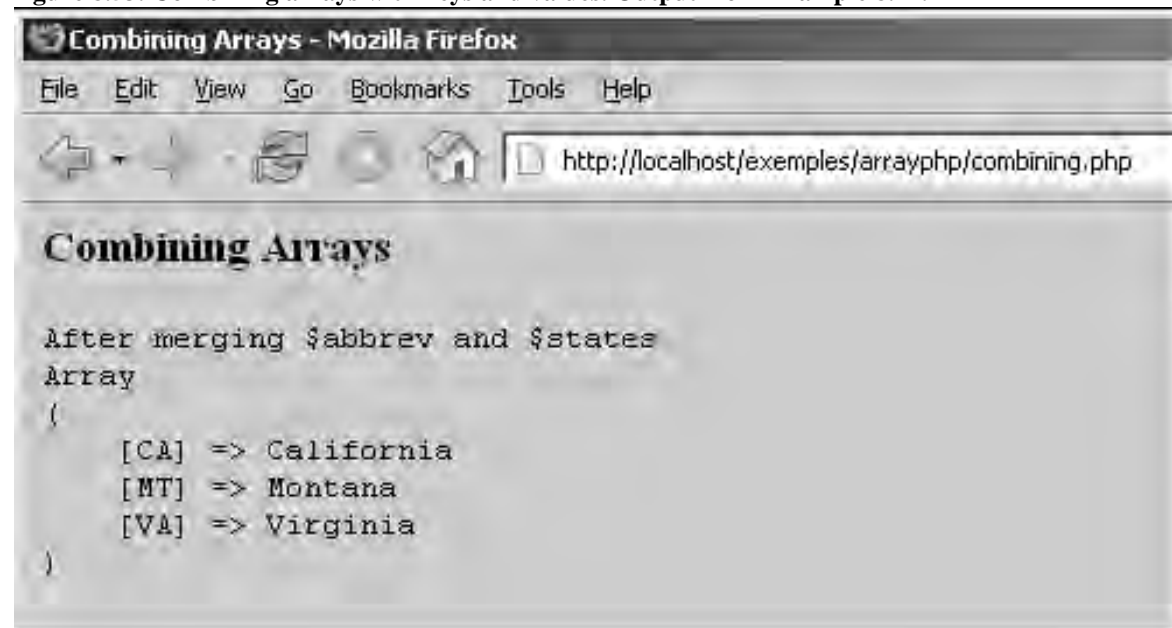 Combining Arrays - Mozilla Firefox
File Edit View Go Bookmarks Tools Help
http://localhost/exemples/arrayphp/combining.php
Combining Arrays
After merging $abbrev and $states
Array
(
[CA] => California
[MT] => Montana
[VA] => Virginia
)